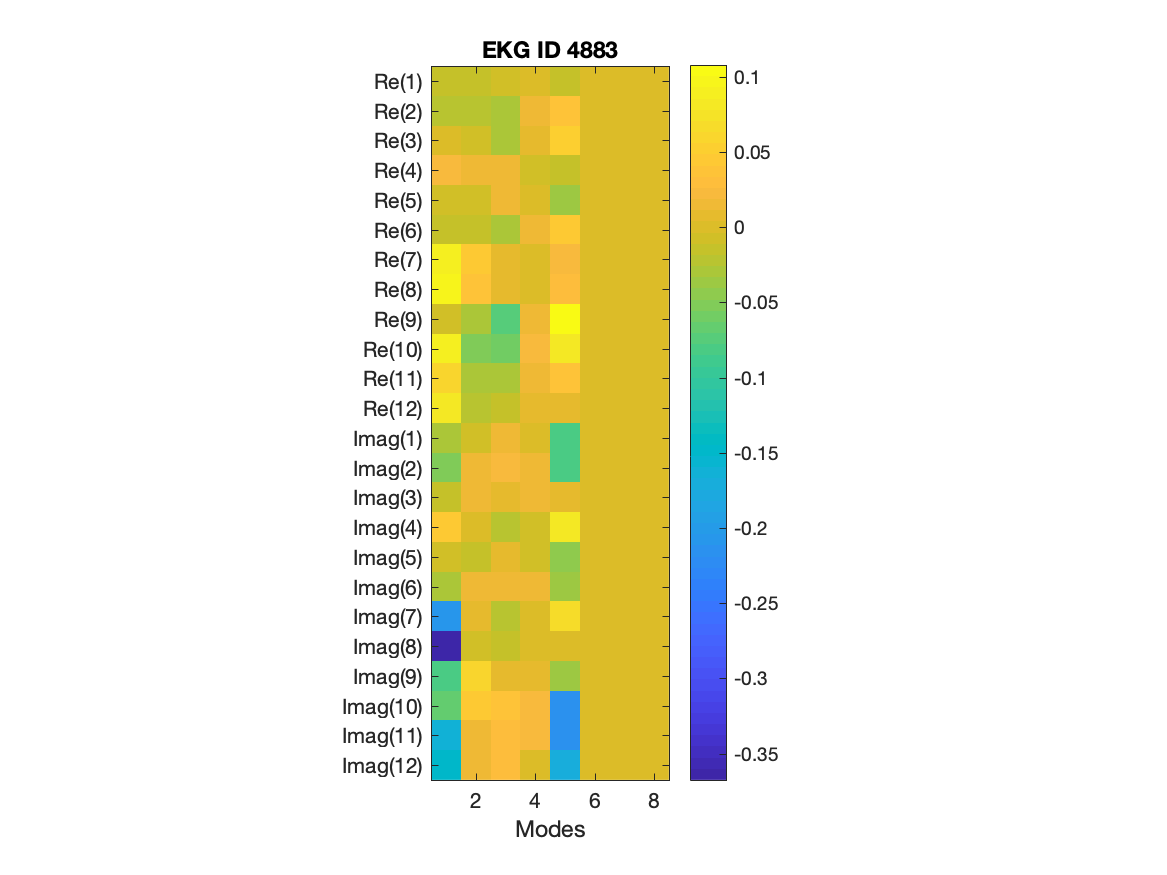 EKG ID 4883
Re(1)
Re(2)
Re(3)
Re(4)
Re(5)
Re(6)
Re(7)
Re(8)
Re(9)
Re(10)
Re(11)
Re(12)
Imag(1)
Imag(2)
Imag(3)
Imag(4)
Imag(5)
Imag(6)
Imag(7)
Imag(8)
Imag(9)
Imag(10)
Imag(11)
Imag(12)
2 4 6 8
Modes
0.1
0.05
0
-0.05
-0.1
-0.15
-0.2
-0.25
-0.3
-0.35